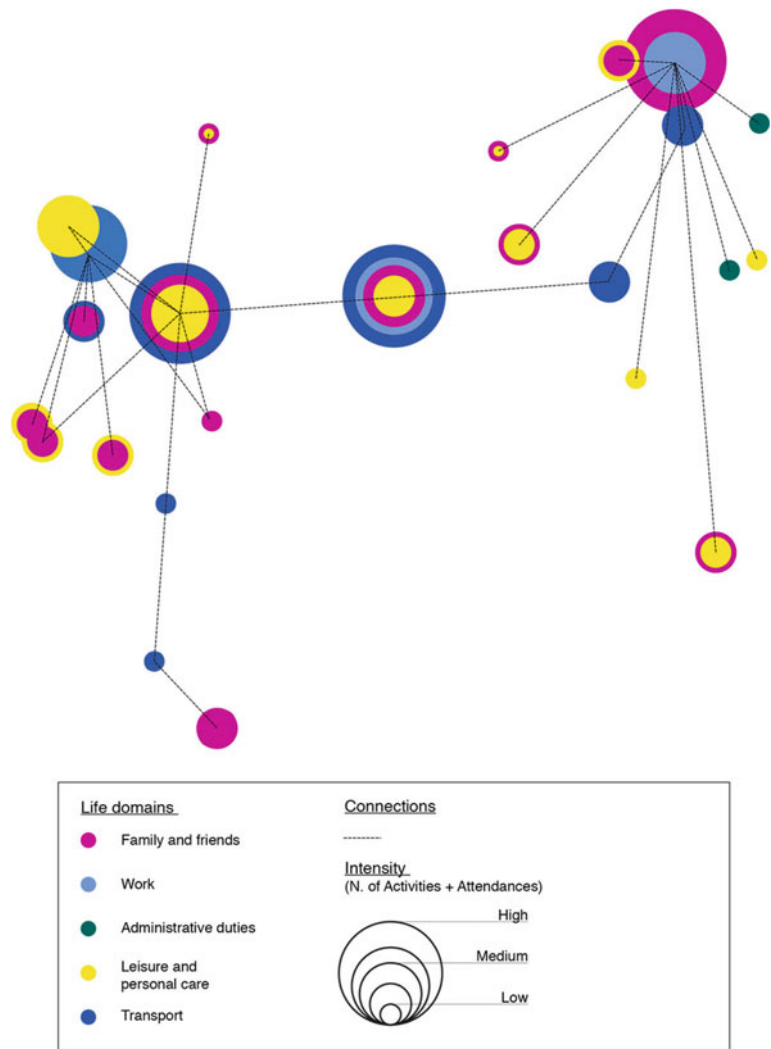 Life domains
Family and friends
Work
Administrative duties
Leisure and
personal care
Transport
Connections
Intensity
(N. of Activities + Attendances)
High
Medium
Low